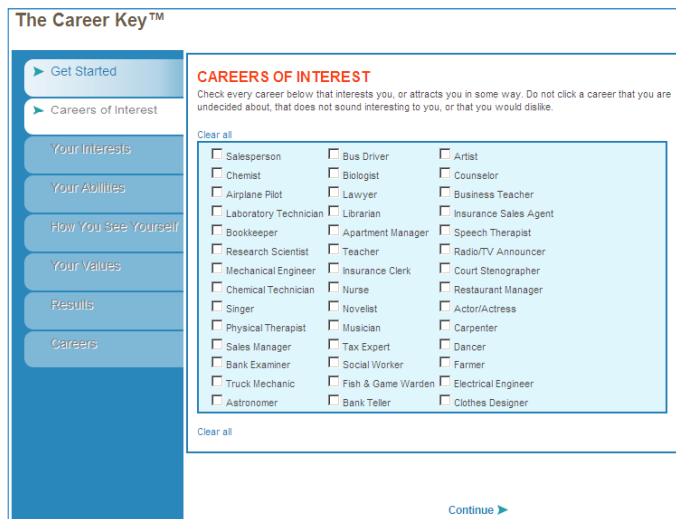 The Career Key™
Get Started
Careers of Interest
Your Interests
Your Abilities
How You See Yourself
Your Values
Results
Careers
CAREERS OF INTEREST
Check every career below that interests you, or attracts you in some way. Do not click a career that you are
undecided about, that does not sound interesting to you, or that you would dislike.
Clear all
Salesperson Bus Driver Artist
Chemist Biologist Counselor
Airplane Pilot Lawyer Business Teacher
Laboratory Technician Librarian Insurance Sales Agent
Bookkeeper Apartment Manager Speech Therapist
Research Scientist Teacher Radio/TV Announcer
Mechanical Engineer Insurance Clerk Court Stenographer
Chemical Technician Nurse Restaurant Manager
Singer Novelist Actor/Actress
Physical Therapist Musician Carpenter
Sales Manager Tax Expert Dancer
Bank Examiner Social Worker Farmer
Truck Mechanic Fish & Game Warden Electrical Engineer
Astronomer Bank Teller Clothes Designer
Clear all
Continue